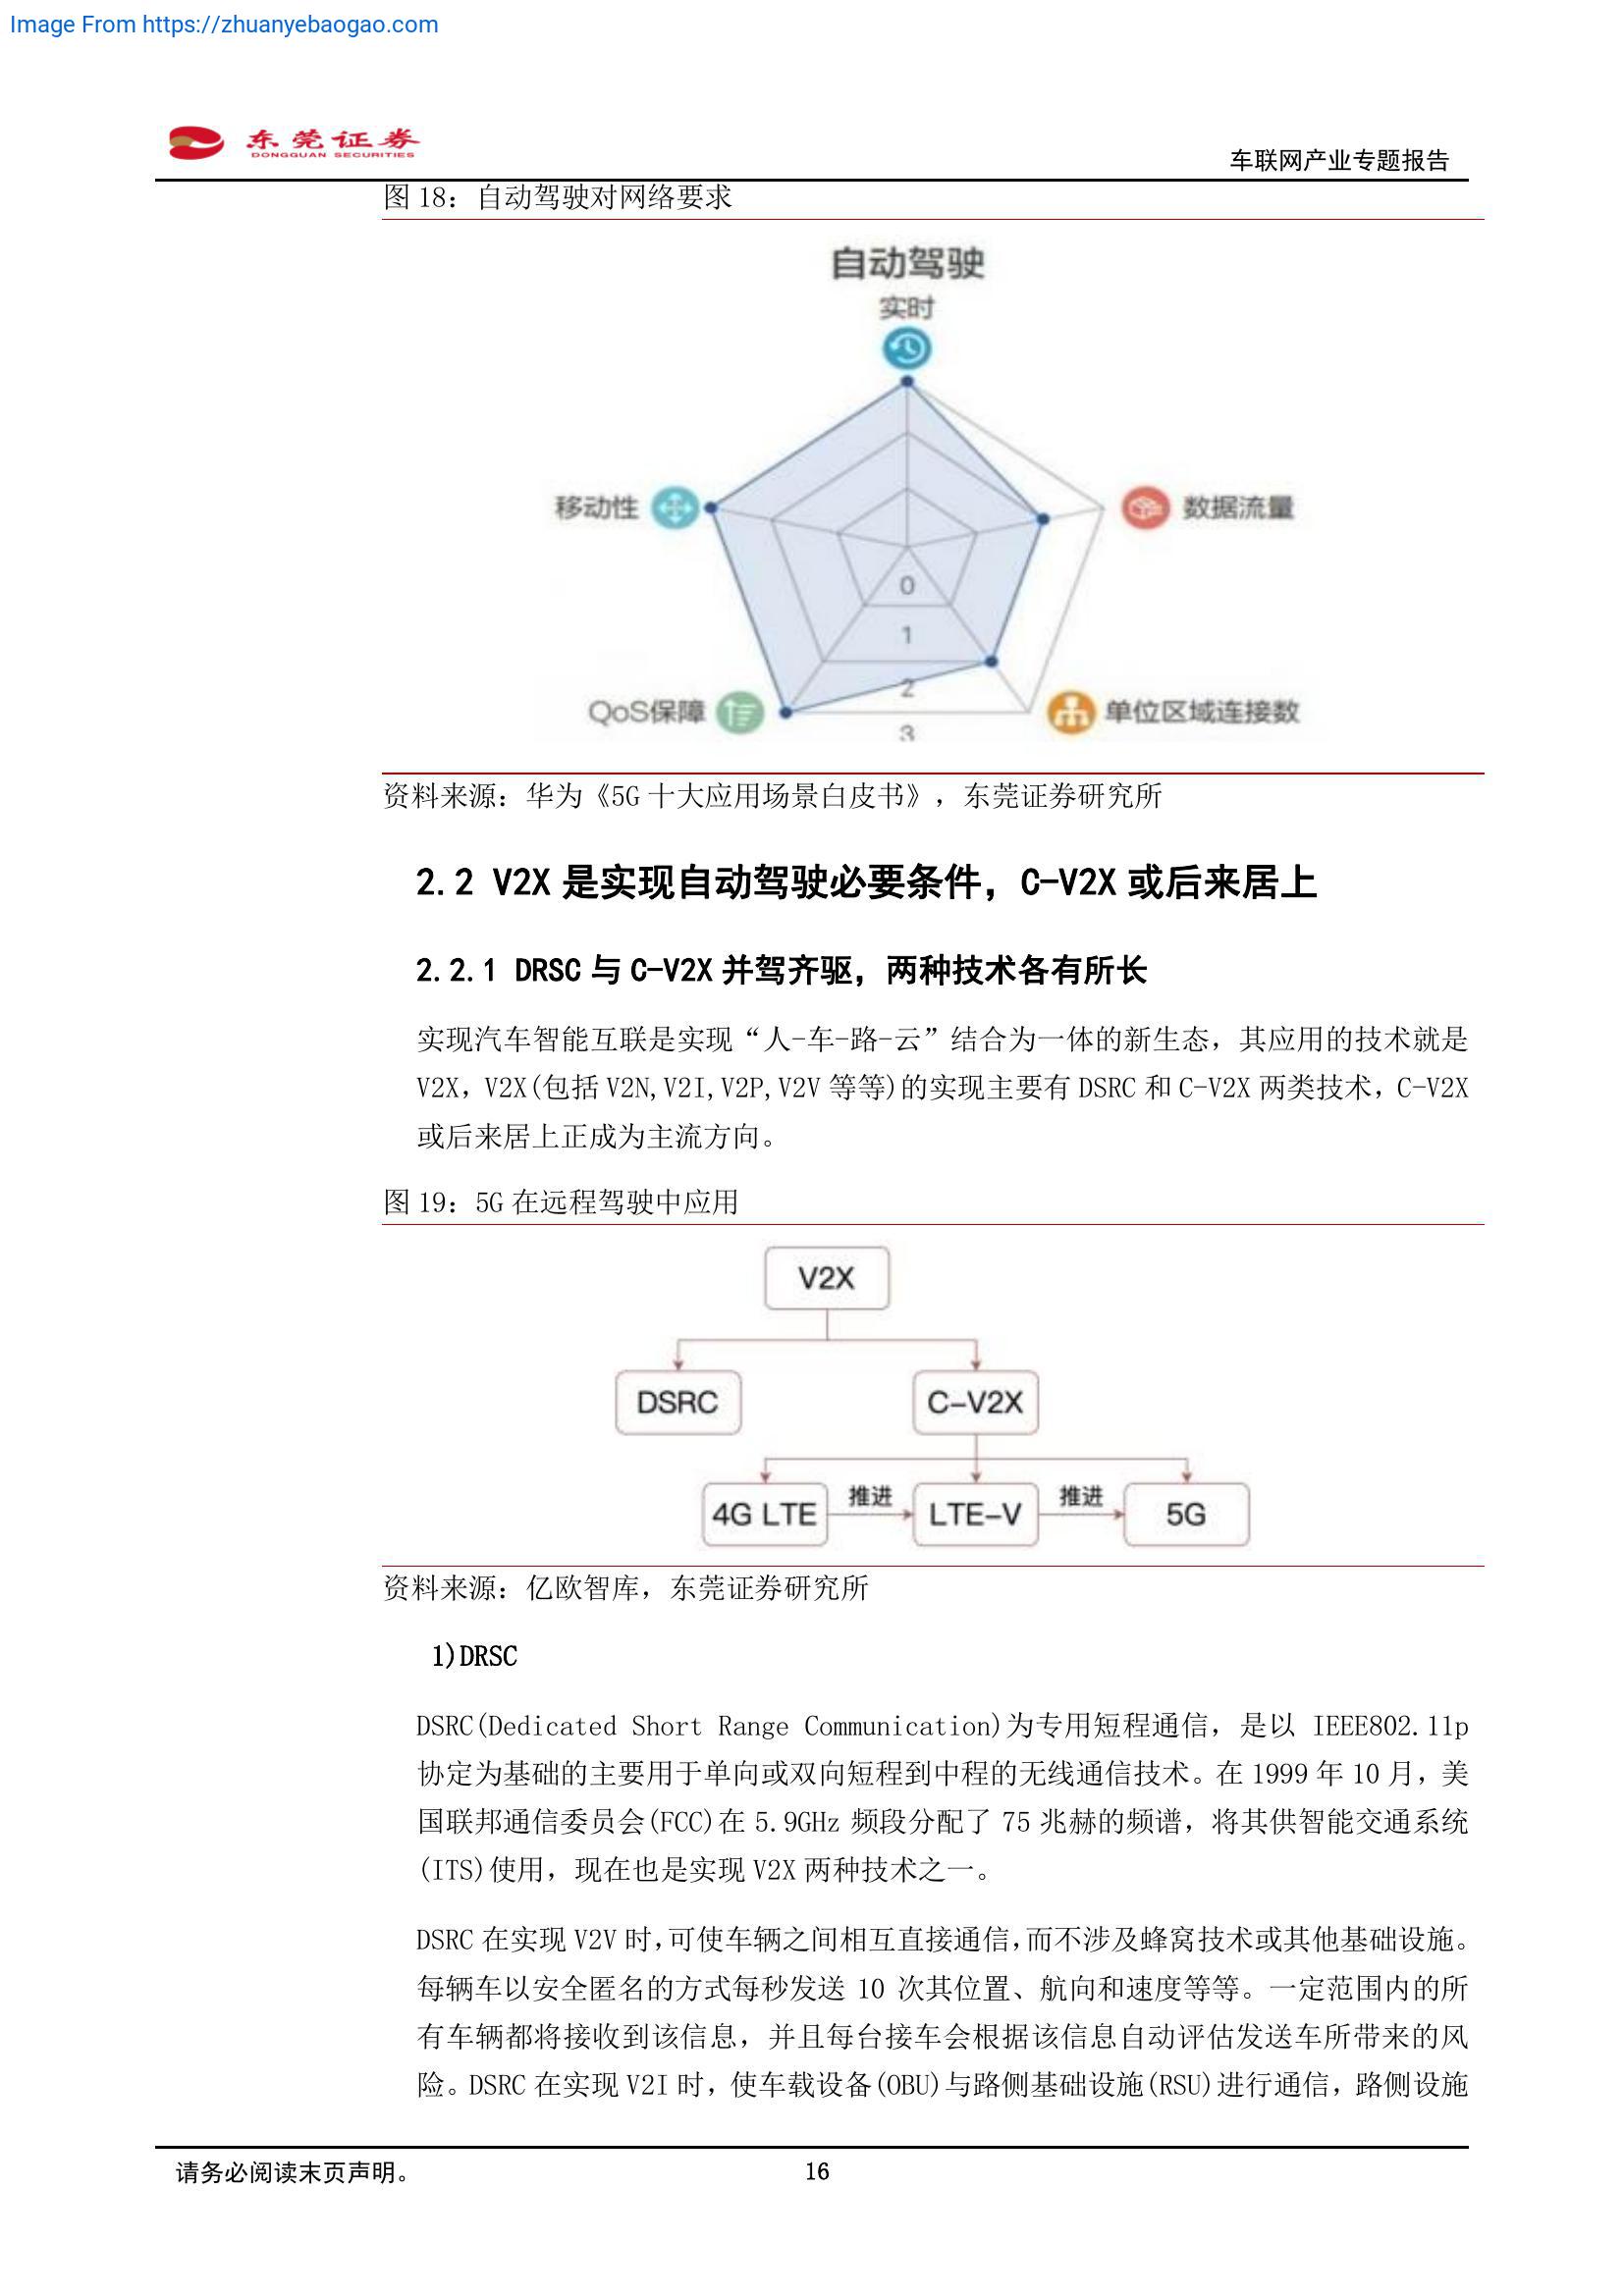 Image From https://zhuanyebaogao.com
东莞证券
DONGGUAN SECURITIES
车联网产业专题报告
图 18：自动驾驶对网络要求
自动驾驶
实时
移动性
数据流量
0
1
2
3
QoS保障
单位区域连接数
资料来源：华为《5G 十大应用场景白皮书》，东莞证券研究所
2.2 V2X 是实现自动驾驶必要条件，C-V2X 或后来居上
2.2.1 DRSC 与 C-V2X 并驾齐驱，两种技术各有所长
实现汽车智能互联是实现“人-车-路-云”结合为一体的新生态，其应用的技术就是
V2X，V2X(包括 V2N,V2I,V2P,V2V 等等)的实现主要有 DSRC 和 C-V2X 两类技术，C-V2X
或后来居上正成为主流方向。
图 19：5G 在远程驾驶中应用
V2X
DSRC
C-V2X
4G LTE
推进
LTE-V
推进
5G
资料来源：亿欧智库，东莞证券研究所
1)DRSC
DSRC(Dedicated Short Range Communication)为专用短程通信，是以 IEEE802.11p
协定为基础的主要用于单向或双向短程到中程的无线通信技术。在 1999 年 10 月，美
国联邦通信委员会(FCC)在 5.9GHz 频段分配了 75 兆赫的频谱，将其供智能交通系统
(ITS)使用，现在也是实现 V2X 两种技术之一。
DSRC 在实现 V2V 时,可使车辆之间相互直接通信,而不涉及蜂窝技术或其他基础设施。
每辆车以安全匿名的方式每秒发送 10 次其位置、航向和速度等等。一定范围内的所
有车辆都将接收到该信息，并且每台接车会根据该信息自动评估发送车所带来的风
险。DSRC 在实现 V2I 时，使车载设备(OBU)与路侧基础设施(RSU)进行通信，路侧设施
请务必阅读末页声明。
16